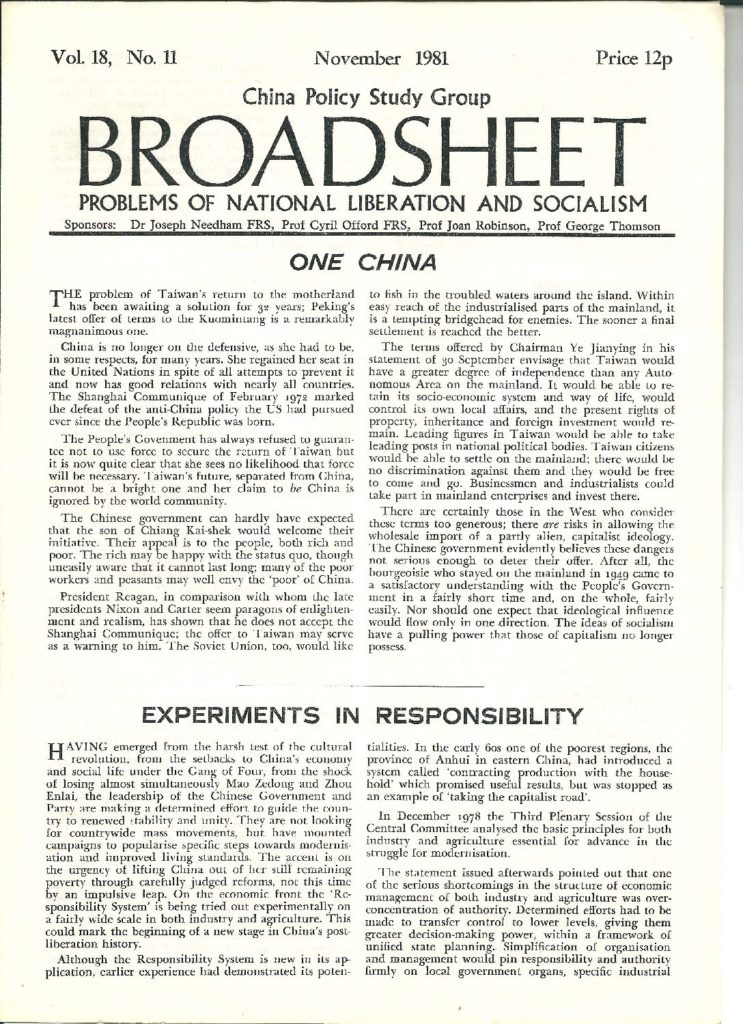 Vol. 18, No. 11 November 1981 Price 12p
China Policy Study Group
BROADSHEET
PROBLEMS OF NATIONAL LIBERATION AND SOCIALISM
Sponsors: Dr Joseph Needham FRS, Prof Cyril Offord FRS, Prof Joan Robinson, Prof George Thomson
ONE CHINA
THE problem of Taiwan's return to the motherland
has been awaiting a solution for 32 years; Peking's
latest offer of terms to the Kuomintang is a remarkably
magnanimous one.
China is no longer on the defensive, as she had to be,
in some respects, for many years. She regained her seat in
the United Nations in spite of all attempts to prevent it
and now has good relations with nearly all countries.
The Shanghai Communique of February 1972 marked
the defeat of the anti-China policy the US had pursued
ever since the People's Republic was born.
The People's Govenment has always refused to guaran-
tee not to use force to secure the return of Taiwan but
it is now quite clear that she sees no likelihood that force
will be necessary. Taiwan's future, separated from China,
cannot be a bright one and her claim to be China is
ignored by the world community.
The Chinese government can hardly have expected
that the son of Chiang Kai-shek would welcome their
initiative. Their appeal is to the people, both rich and
poor. The rich may be happy with the status quo, though
uneasily aware that it cannot last long; many of the poor
workers and peasants may well envy the 'poor' of China.
President Reagan, in comparison with whom the late
presidents Nixon and Carter seem paragons of enlighten-
ment and realism, has shown that he does not accept the
Shanghai Communique; the offer to Taiwan may serve
as a warning to him. The Soviet Union, too, would like
to fish in the troubled waters around the island. Within
easy reach of the industrialised parts of the mainland, it
is a tempting bridgehead for enemies. The sooner a final
settlement is reached the better.
The terms offered by Chairman Ye Jianying in his
statement of 30 September envisage that Taiwan would
have a greater degree of independence than any Auto-
nomous Area on the mainland. It would be able to re-
tain its socio-economic system and way of life, would
control its own local affairs, and the present rights of
property, inheritance and foreign investment would re-
main. Leading figures in Taiwan would be able to take
leading posts in national political bodies. Taiwan citizens
would be able to settle on the mainland; there would be
no discrimination against them and they would be free
to come and go. Businessmen and industrialists could
take part in mainland enterprises and invest there.
There are certainly those in the West who consider
these terms too generous; there are risks in allowing the
wholesale import of a partly alien, capitalist ideology.
The Chinese government evidently believes these dangers
not serious enough to deter their offer. After all, the
bourgeoisie who stayed on the mainland in 1949 came to
a satisfactory understanding with the People's Govern-
ment in a fairly short time and, on the whole, fairly
easily. Nor should one expect that ideological influence
would flow only in one direction. The ideas of socialism
have a pulling power that those of capitalism no longer
possess.
EXPERIMENTS IN RESPONSIBILITY
HAVING emerged from the harsh test of the cultural
revolution, from the setbacks to China's economy
and social life under the Gang of Four, from the shock
of losing almost simultaneously Mao Zedong and Zhou
Enlai, the leadership of the Chinese Government and
Party are making a determined effort to guide the coun-
try to renewed stability and unity. They are not looking
for countrywide mass movements, but have mounted
campaigns to popularise specific steps towards modernis-
ation and improved living standards. The accent is on
the urgency of lifting China out of her still remaining
poverty through carefully judged reforms, not this time
by an impulsive leap. On the economic front the 'Re-
sponsibility System' is being tried out experimentally on
a fairly wide scale in both industry and agriculture. This
could mark the beginning of a new stage in China's post-
liberation history.
Although the Responsibility System is new in its ap-
plication, earlier experience had demonstrated its poten-
tialities. In the early 60s one of the poorest regions, the
province of Anhui in eastern China, had introduced a
system called 'contracting production with the house-
hold' which promised useful results, but was stopped as
an example of 'taking the capitalist road'.
In December 1978 the Third Plenary Session of the
Central Committee analysed the basic principles for both
industry and agriculture essential for advance in the
struggle for modernisation.
The statement issued afterwards pointed out that one
of the serious shortcomings in the structure of economic
management of both industry and agriculture was over-
concentration of authority. Determined efforts had to be
made to transfer control to lower levels, giving them
greater decision-making power, within a framework of
unified state planning. Simplification of organisation
and management would pin responsibility and authority
firmly on local government organs, specific industrial